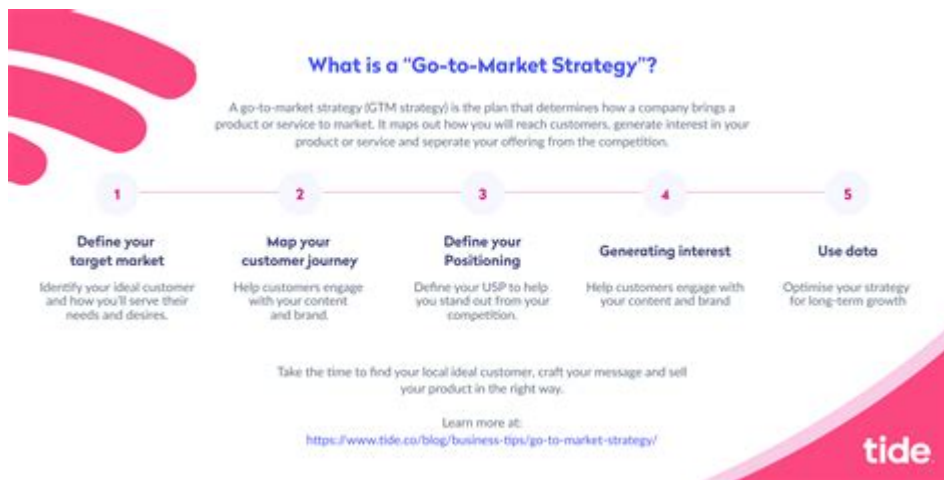 What is a "Go-to-Market Strategy"?
A go-to-market strategy (GTM strategy) is the plan that determines how a company brings a
product or service to market. It maps out how you will reach customers, generate interest in your
product or service and seperate your offering from the competition.
1
2
3
4
5
Define your
target market
Identify your ideal customer
and how you'll serve their
needs and desires.
Map your
customer journey
Help customers engage
with your content
and brand.
Define your
Positioning
Define your USP to help
you stand out from your
competition.
Generating interest
Help customers engage with
your content and brand
Use data
Optimise your strategy
for long-term growth
Take the time to find your local ideal customer, craft your message and sell
your product in the right way.
Learn more at:
https://www.tide.co/blog/business-tips/go-to-market-strategy/
tide